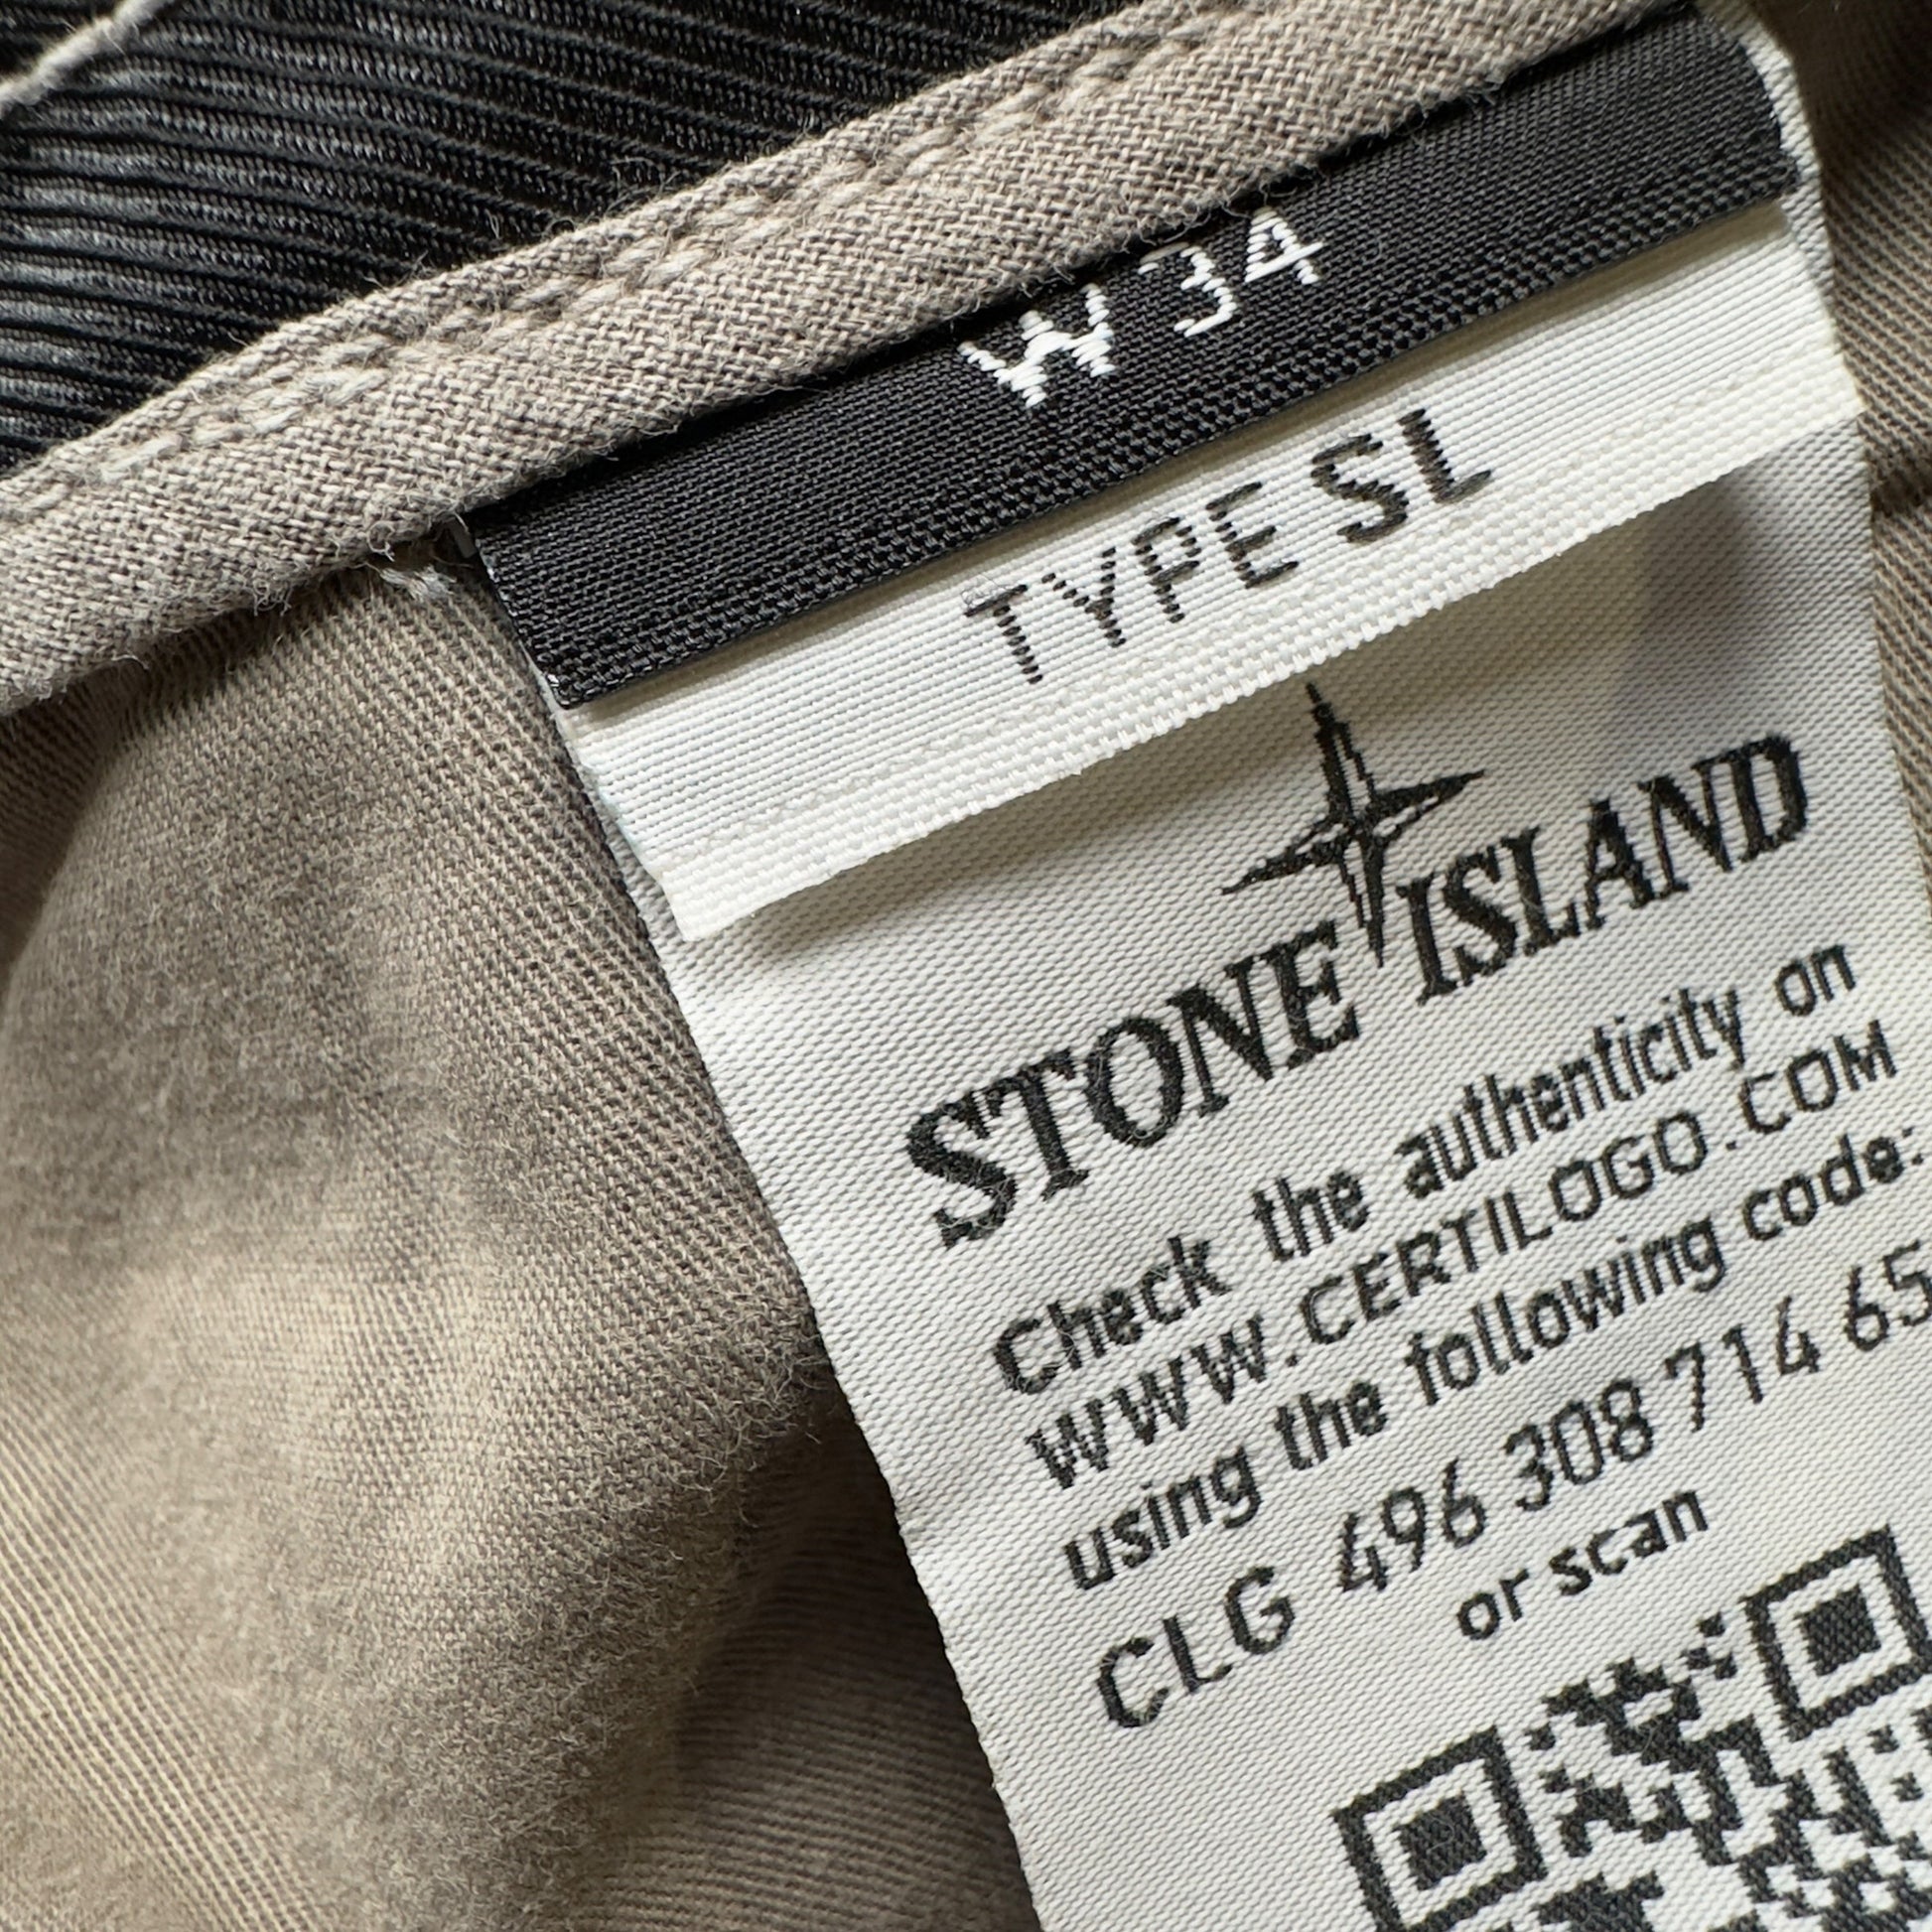 W 34
TYPE SL
STONE ISLAND
Check the authenticity on
WWW.CERTILOGO.COM
using the following code:
CLG 496 308 714 65
or scan